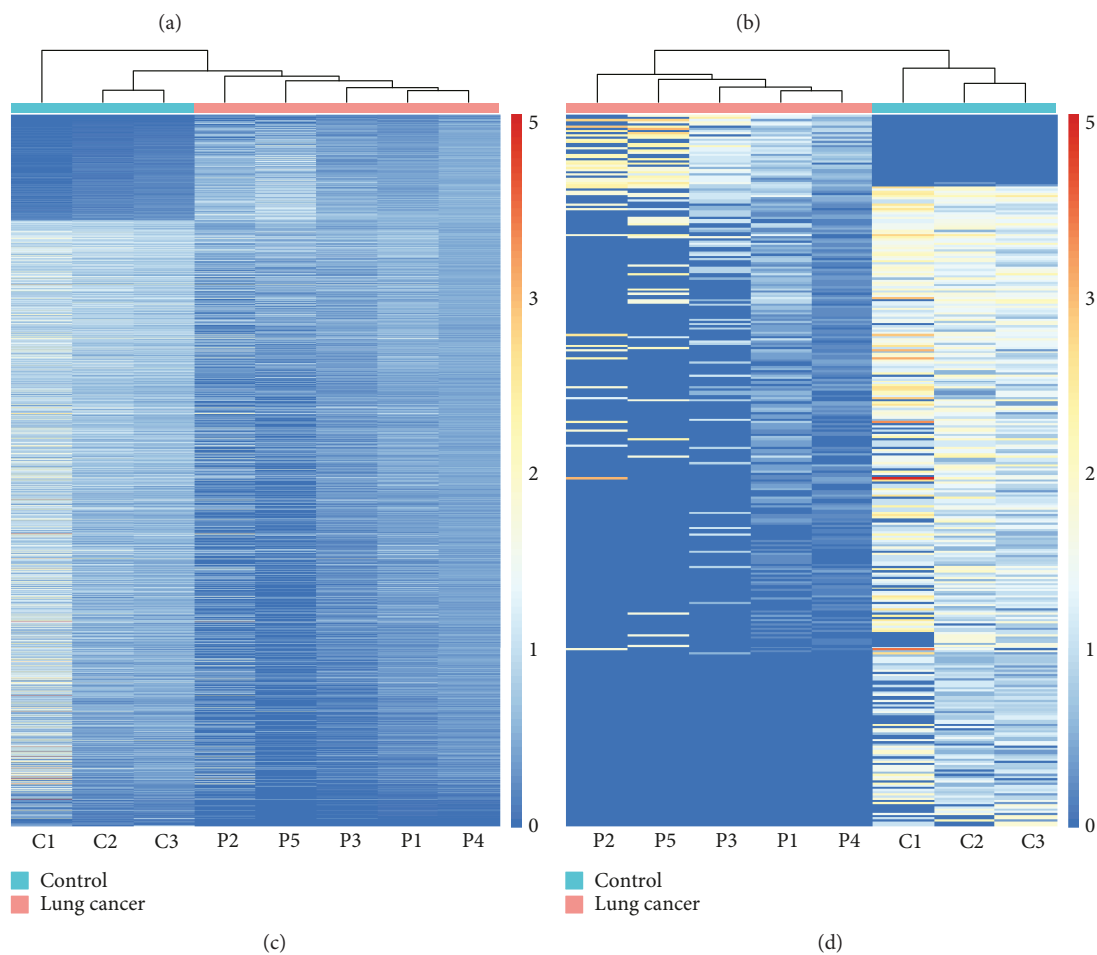 (a)
(b)
5
3
2
1
0
C1 C2 C3 P2 P5 P3 P1 P4
Control
Lung cancer
(c)
5
3
2
1
0
P2 P5 P3 P1 P4 C1 C2 C3
Control
Lung cancer
(d)